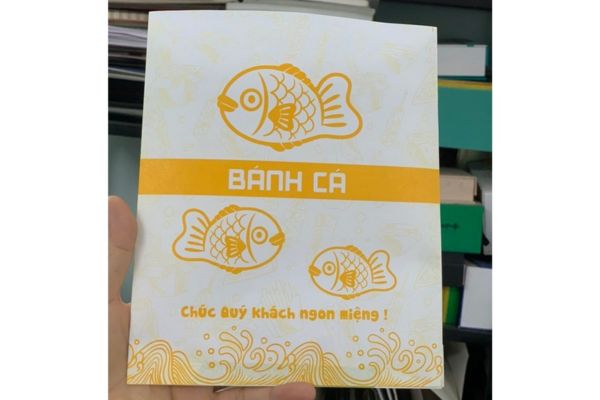 BÁNH CÁ
Chúc Quý khách ngon miệng !